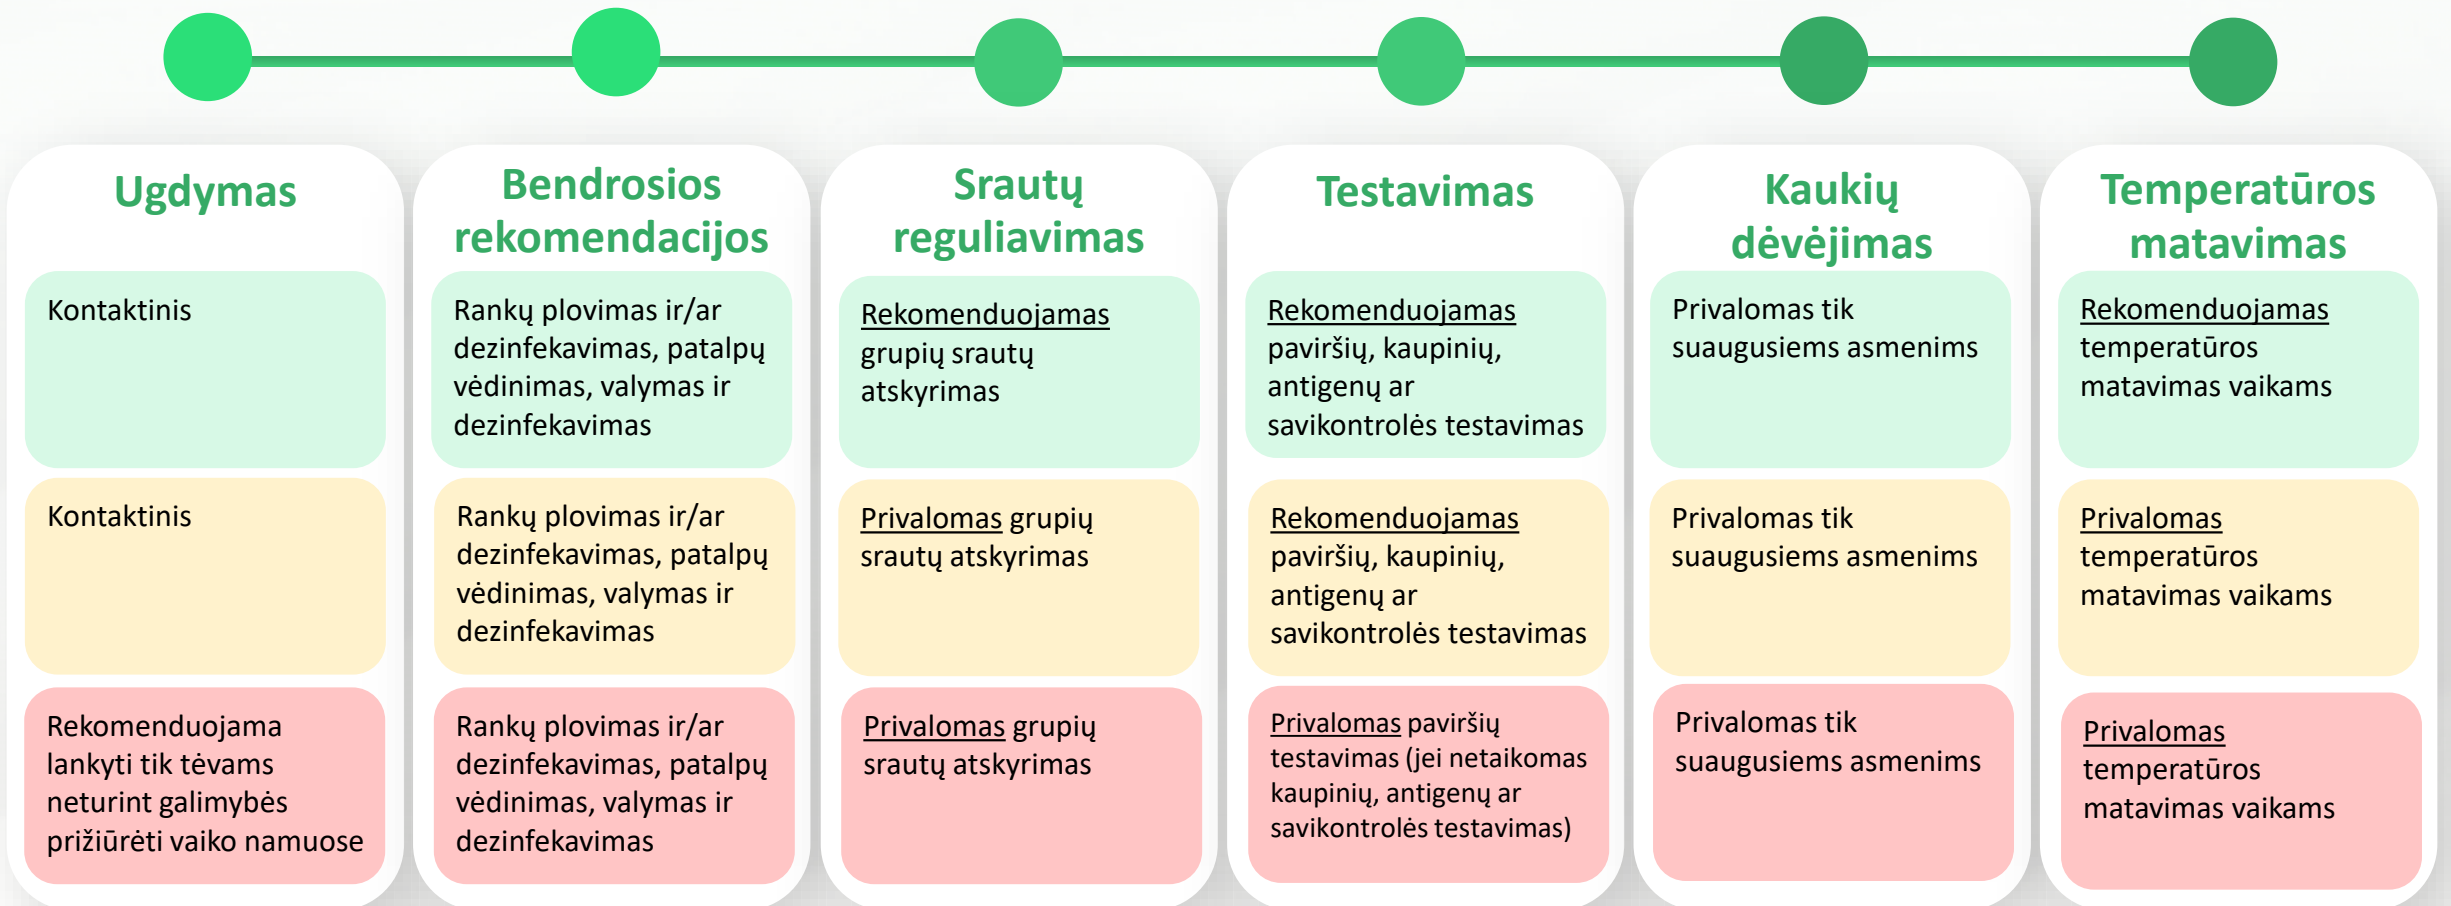 Ugdymas
Kontaktinis
Kontaktinis
Rekomenduojama
lankyti tik tėvams
neturint galimybės
prižiūrėti vaiko namuose
Bendrosios
rekomendacijos
Rankų plovimas ir/ar
dezinfekavimas, patalpų
vėdinimas, valymas ir
dezinfekavimas
Rankų plovimas ir/ar
dezinfekavimas, patalpų
vėdinimas, valymas ir
dezinfekavimas
Rankų plovimas ir/ar
dezinfekavimas, patalpų
vėdinimas, valymas ir
dezinfekavimas
Srautų
reguliavimas
Rekomenduojamas
grupių srautų
atskyrimas
Privalomas grupių
srautų atskyrimas
Privalomas grupių
srautų atskyrimas
Testavimas
Rekomenduojamas
paviršių, kaupinių,
antigenų ar
savikontrolės testavimas
Rekomenduojamas
paviršių, kaupinių,
antigenų ar
savikontrolės testavimas
Privalomas paviršių
testavimas (jei netaikomas
kaupinių, antigenų ar
savikontrolės testavimas)
Kaukių
dėvėjimas
Privalomas tik
suaugusiems asmenims
Privalomas tik
suaugusiems asmenims
Privalomas tik
suaugusiems asmenims
Temperatūros
matavimas
Rekomenduojamas
temperatūros
matavimas vaikams
Privalomas
temperatūros
matavimas vaikams
Privalomas
temperatūros
matavimas vaikams